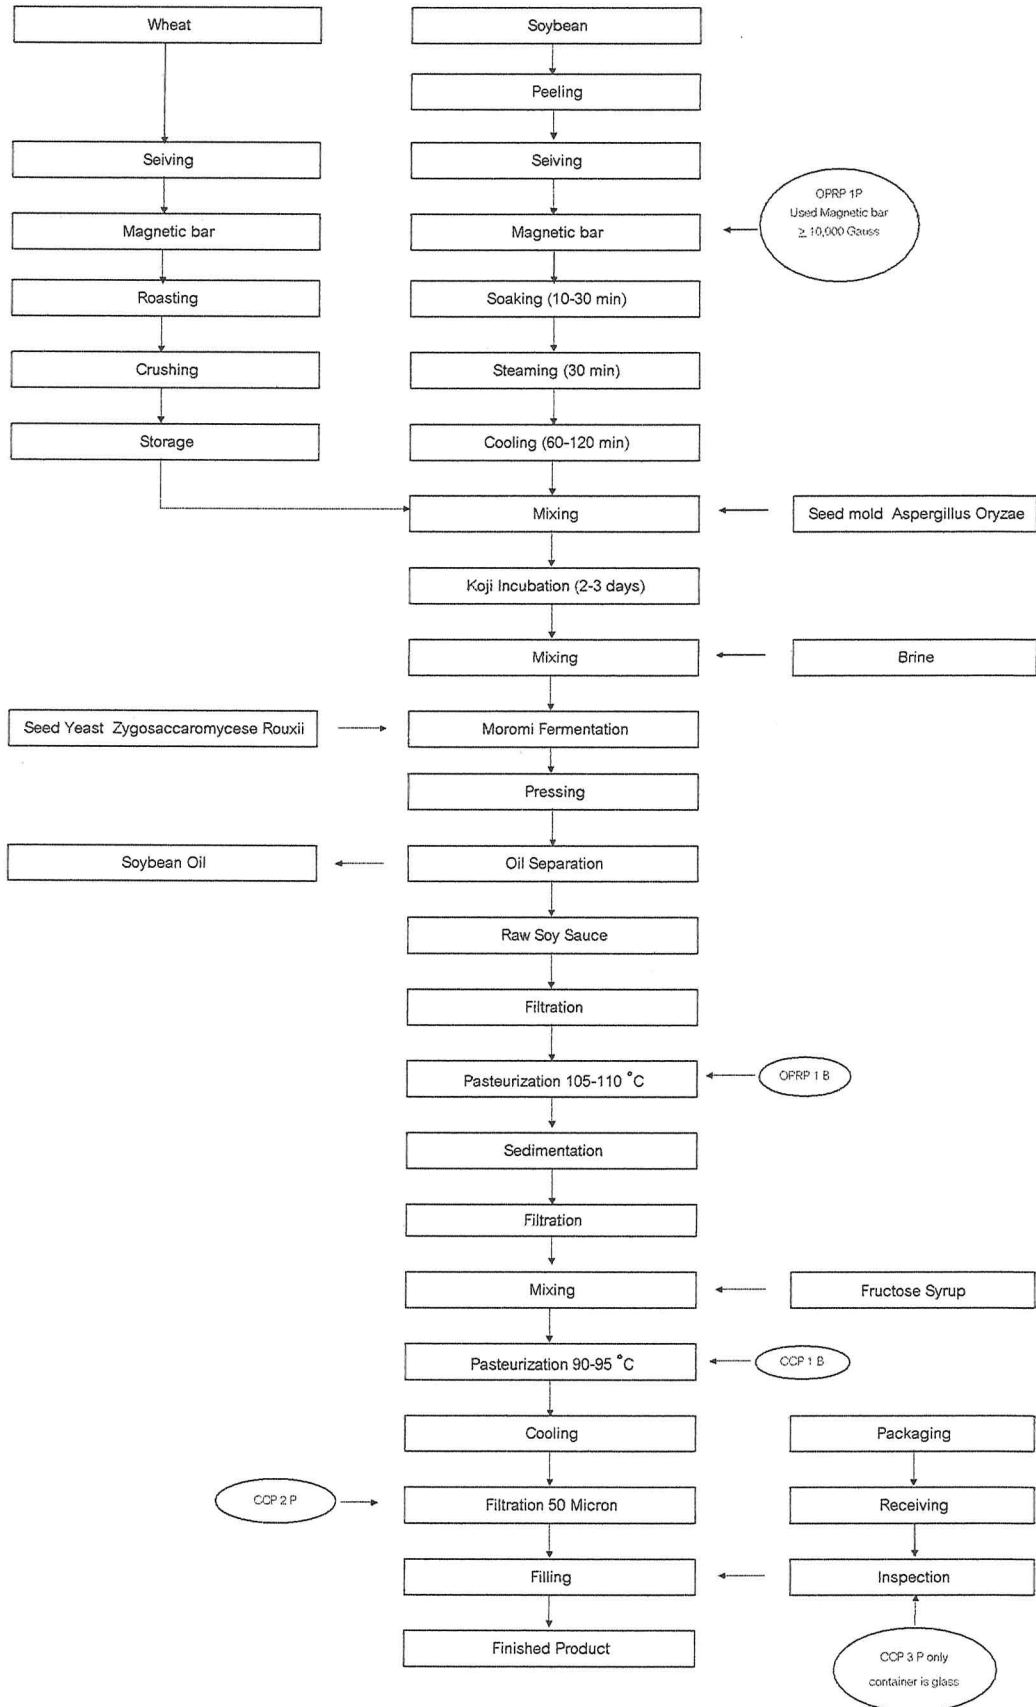 Wheat
Soybean
Peeling
Seiving
Seiving
OPRP 1P
Used Magnetic bar
≥ 10,000 Gauss
Magnetic bar
Magnetic bar
Roasting
Soaking (10-30 min)
Crushing
Steaming (30 min)
Storage
Cooling (60-120 min)
Mixing
Seed mold Aspergillus Oryzae
Koji Incubation (2-3 days)
Mixing
Brine
Seed Yeast Zygosaccaromycese Rouxii
Moromi Fermentation
Pressing
Soybean Oil
Oil Separation
Raw Soy Sauce
Filtration
Pasteurization 105-110 °C
OPRP 1 B
Sedimentation
Filtration
Mixing
Fructose Syrup
Pasteurization 90-95 °C
CCP 1 B
Cooling
Packaging
CCP 2 P
Filtration 50 Micron
Receiving
Filling
Inspection
Finished Product
CCP 3 P only
container is glass